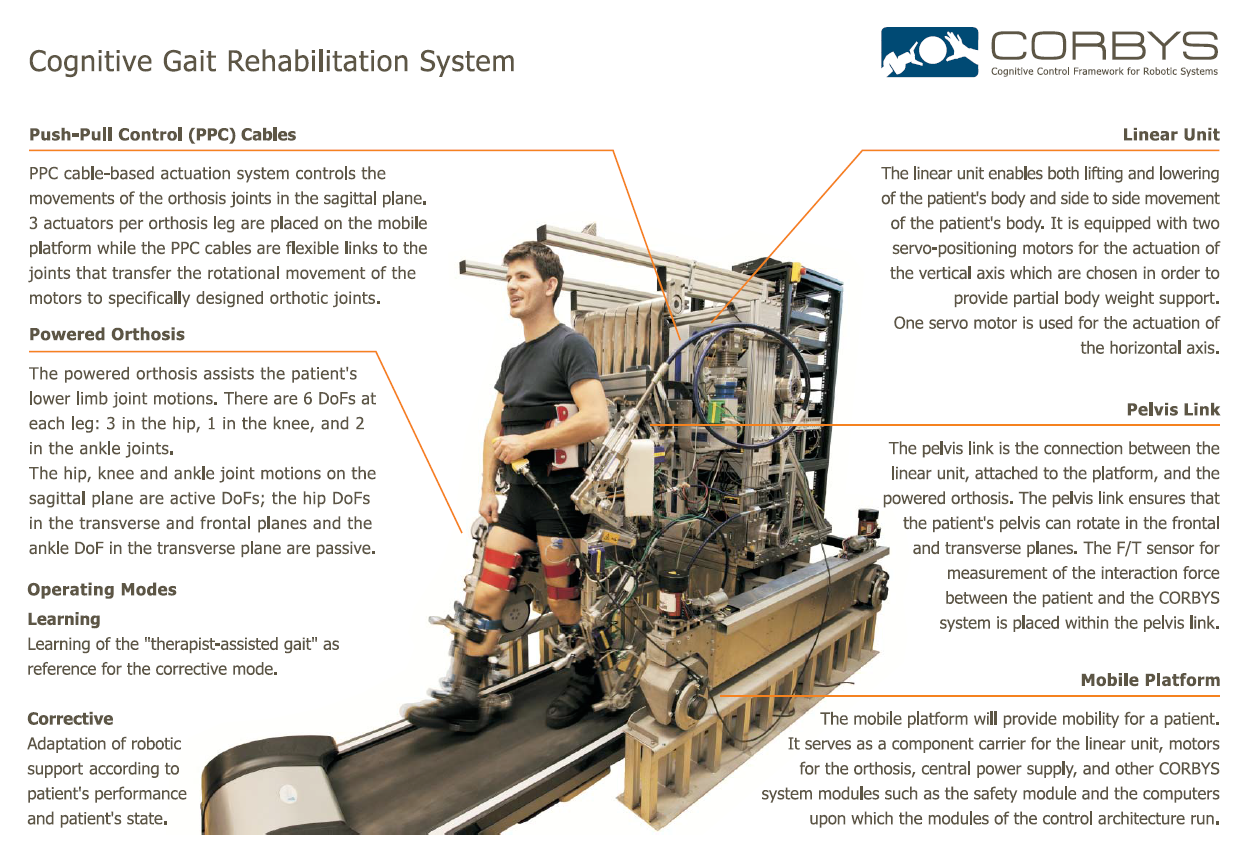 Cognitive Gait Rehabilitation System
CORBYS
Cognitive Control Framework for Robotic Systems
Push-Pull Control (PPC) Cables
PPC cable-based actuation system controls the
movements of the orthosis joints in the sagittal plane.
3 actuators per orthosis leg are placed on the mobile
platform while the PPC cables are flexible links to the
joints that transfer the rotational movement of the
motors to specifically designed orthotic joints.
Powered Orthosis
The powered orthosis assists the patient's
lower limb joint motions. There are 6 DoFs at
each leg: 3 in the hip, 1 in the knee, and 2
in the ankle joints.
The hip, knee and ankle joint motions on the
sagittal plane are active DoFs; the hip DoFs
in the transverse and frontal planes and the
ankle DoF in the transverse plane are passive.
Operating Modes
Learning
Learning of the "therapist-assisted gait" as
reference for the corrective mode.
Corrective
Adaptation of robotic
support according to
patient's performance
and patient's state.
Linear Unit
The linear unit enables both lifting and lowering
of the patient's body and side to side movement
of the patient's body. It is equipped with two
servo-positioning motors for the actuation of
the vertical axis which are chosen in order to
provide partial body weight support.
One servo motor is used for the actuation of
the horizontal axis.
Pelvis Link
The pelvis link is the connection between the
linear unit, attached to the platform, and the
powered orthosis. The pelvis link ensures that
the patient's pelvis can rotate in the frontal
and transverse planes. The F/T sensor for
measurement of the interaction force
between the patient and the CORBYS
system is placed within the pelvis link.
Mobile Platform
The mobile platform will provide mobility for a patient.
It serves as a component carrier for the linear unit, motors
for the orthosis, central power supply, and other CORBYS
system modules such as the safety module and the computers
upon which the modules of the control architecture run.